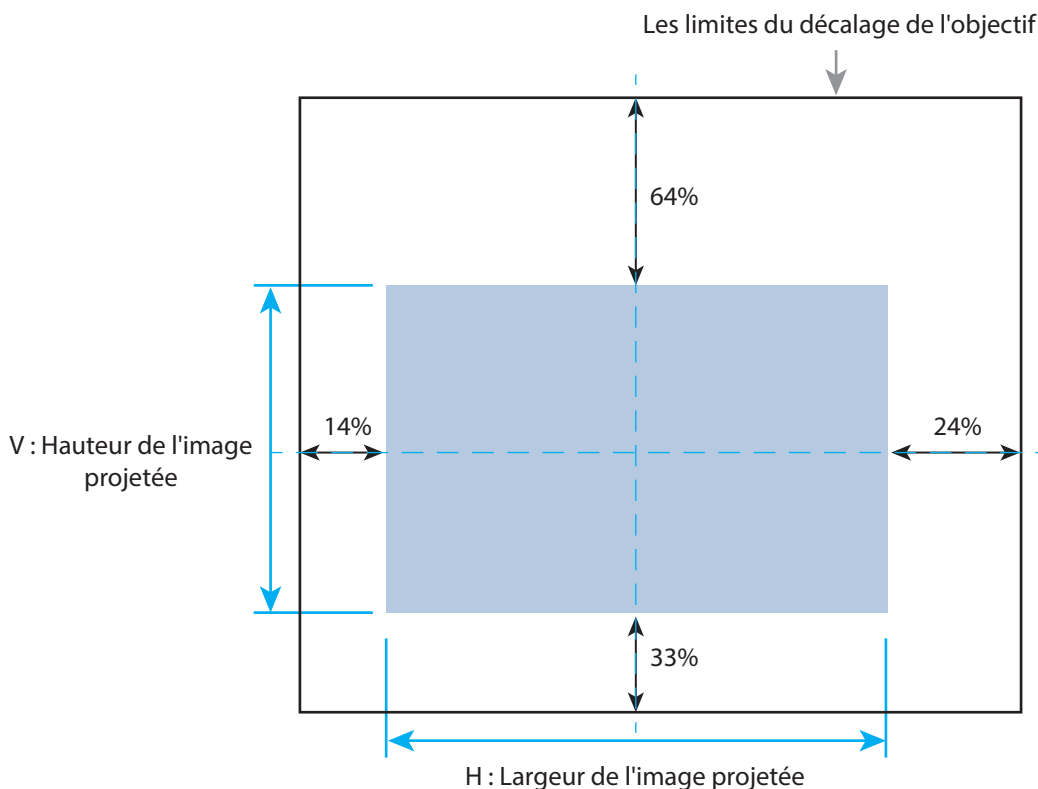 Les limites du décalage de l'objectif
64%
14%
24%
V : Hauteur de l'image
projetée
33%
H : Largeur de l'image projetée